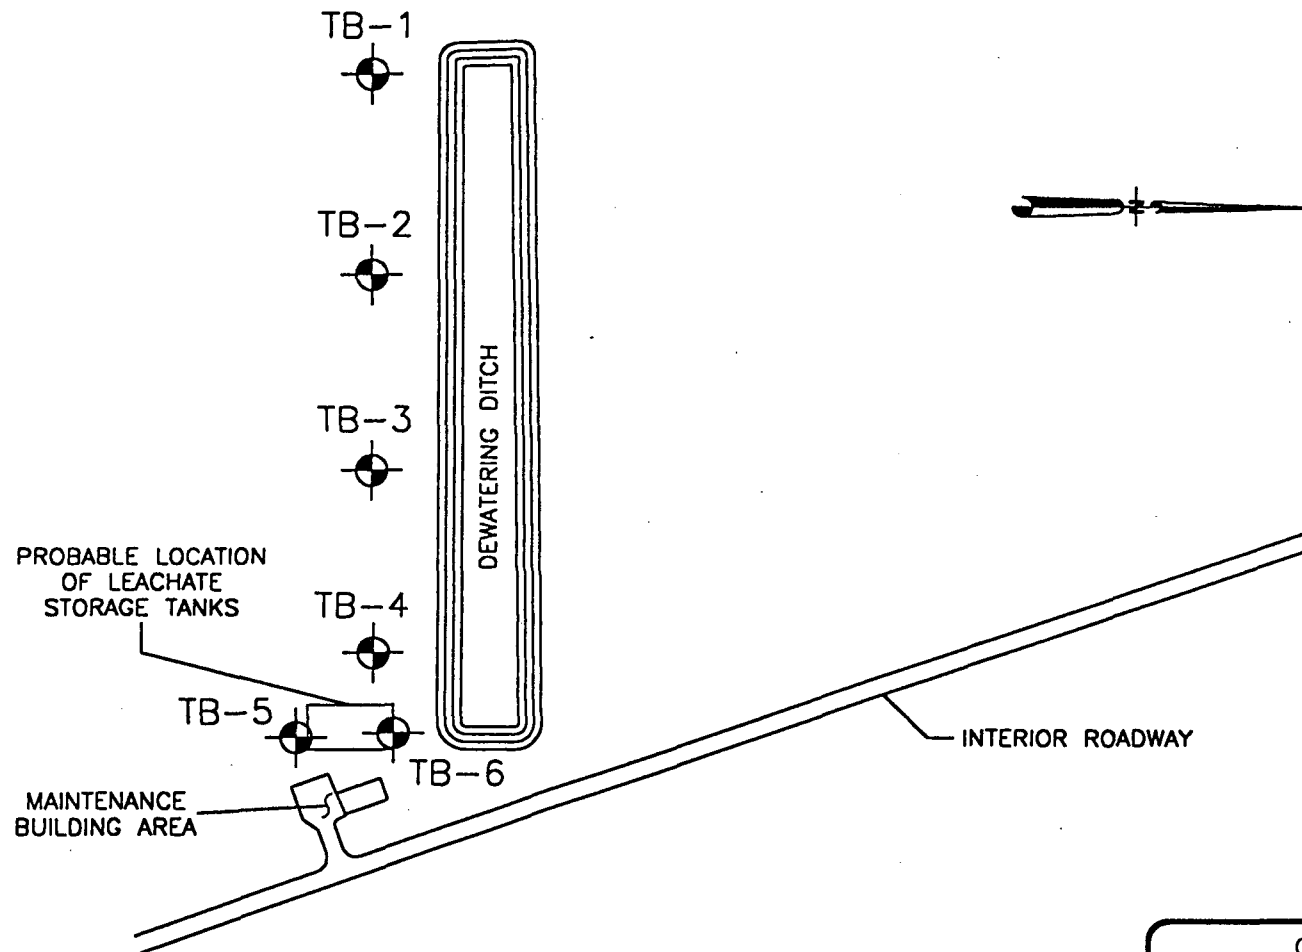 TB-1
TB-2
TB-3
DEWATERING DITCH
PROBABLE LOCATION
OF LEACHATE
STORAGE TANKS
TB-4
TB-5
TB-6
INTERIOR ROADWAY
MAINTENANCE
BUILDING AREA
N